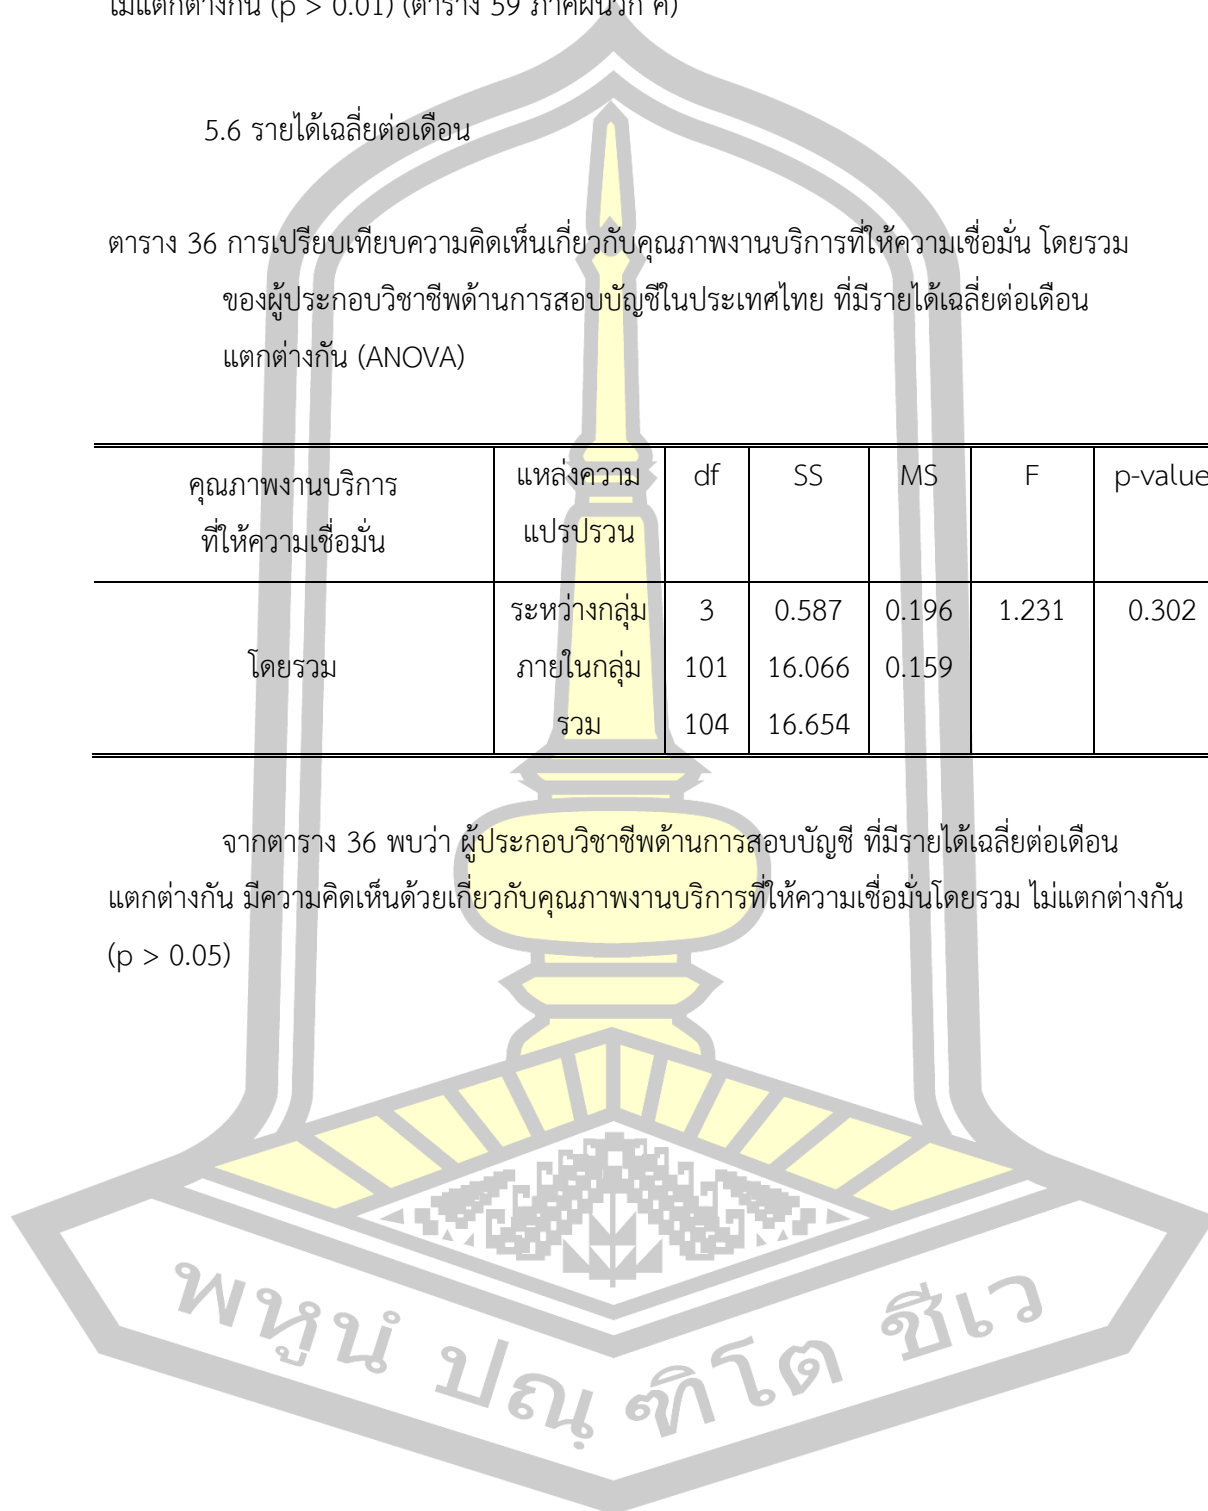 ไม่แตกต่างกัน (p > 0.01) (ตาราง 59 ภาคผนวก ค)
5.6 รายได้เฉลี่ยต่อเดือน
ตาราง 36 การเปรียบเทียบความคิดเห็นเกี่ยวกับคุณภาพงานบริการที่ให้ความเชื่อมั่น โดยรวม
ของผู้ประกอบวิชาชีพด้านการสอบบัญชีในประเทศไทย ที่มีรายได้เฉลี่ยต่อเดือน
แตกต่างกัน (ANOVA)
คุณภาพงานบริการ
ที่ให้ความเชื่อมั่น
แหล่งความ
แปรปรวน
df SS MS F p-value
โดยรวม
ระหว่างกลุ่ม 3 0.587 0.196 1.231 0.302
ภายในกลุ่ม 101 16.066 0.159
รวม 104 16.654
จากตาราง 36 พบว่า ผู้ประกอบวิชาชีพด้านการสอบบัญชี ที่มีรายได้เฉลี่ยต่อเดือน
แตกต่างกัน มีความคิดเห็นด้วยเกี่ยวกับคุณภาพงานบริการที่ให้ความเชื่อมั่นโดยรวม ไม่แตกต่างกัน
(p > 0.05)
พหูนํ ปณฺฑิโต ชีเว